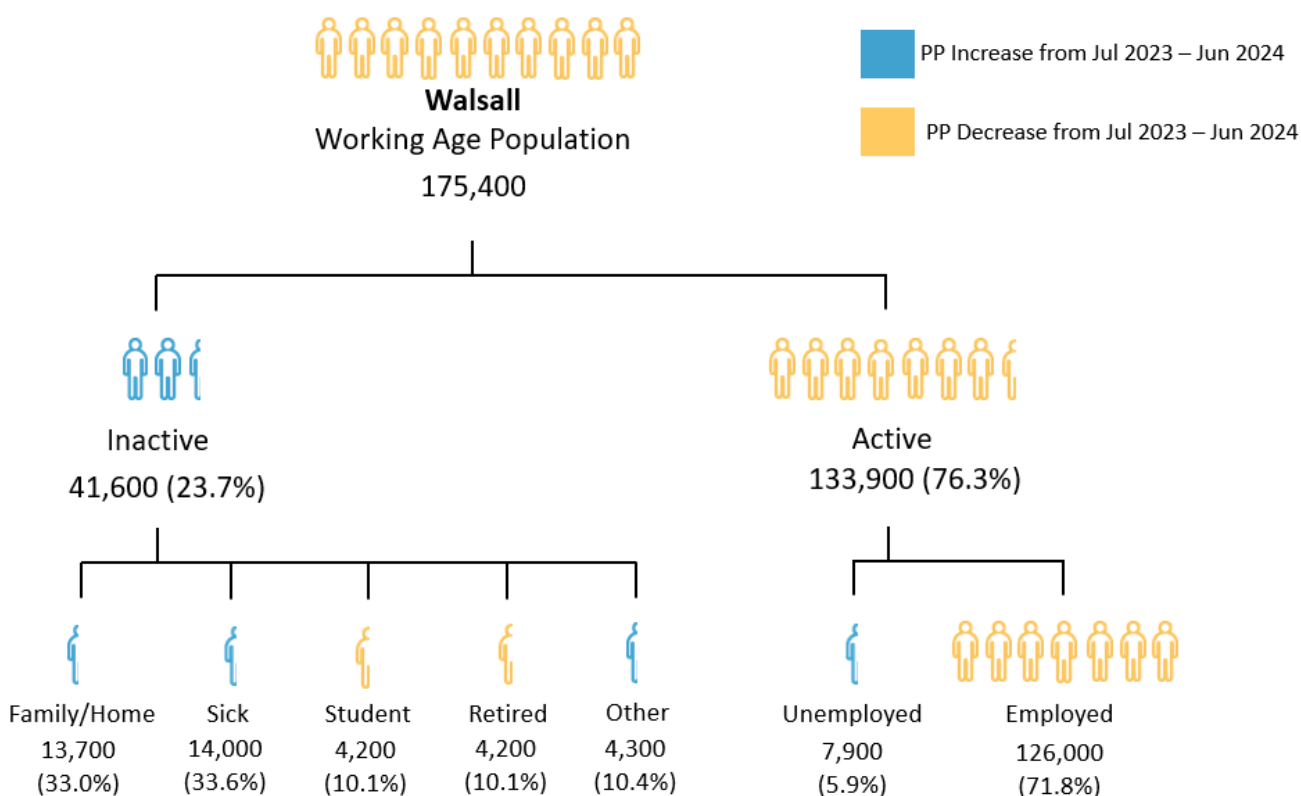 Walsall
Working Age Population
175,400
PP Increase from Jul 2023 – Jun 2024
PP Decrease from Jul 2023 – Jun 2024
Inactive
41,600 (23.7%)
Active
133,900 (76.3%)
Family/Home
13,700
(33.0%)
Sick
14,000
(33.6%)
Student
4,200
(10.1%)
Retired
4,200
(10.1%)
Other
4,300
(10.4%)
Unemployed
7,900
(5.9%)
Employed
126,000
(71.8%)